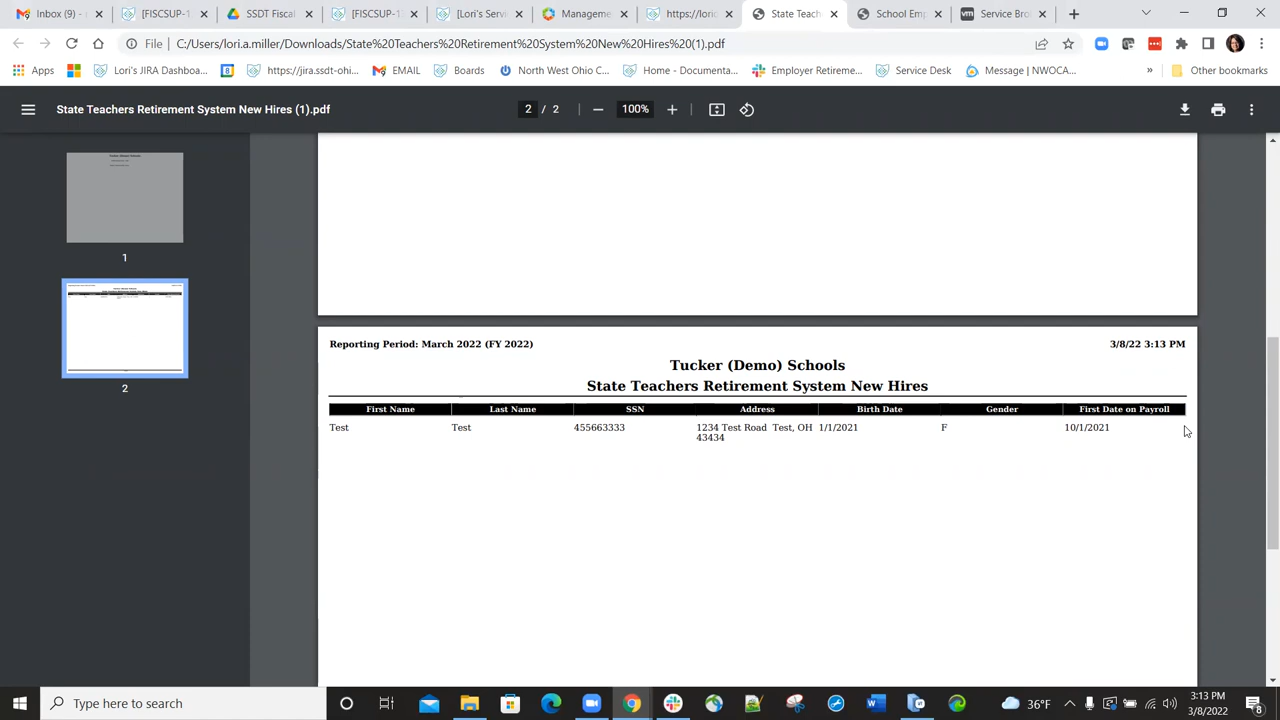 Inbox (9) -
[FISCSUP-1
SSDT Fiscal
[FISCSUP-1
[Lori's Servi
Manageme
https://lori
State Teach
School Emp
Service Bro
File
C:/Users/lori.a.miller/Downloads/State%20Teachers%20Retirement%20System%20New%20Hires%20(1).pdf
Apps
Lori's JIRA Dashboa...
https://jira.ssdt-ohi...
EMAIL
Boards
North West Ohio C...
Home - Documenta...
Employer Retireme...
Service Desk
Message | NWOCA...
»
Other bookmarks
State Teachers Retirement System New Hires (1).pdf
2 / 2
100%
1
2
Reporting Period: March 2022 (FY 2022)
3/8/22 3:13 PM
Tucker (Demo) Schools
State Teachers Retirement System New Hires
First Name Last Name SSN Address Birth Date Gender First Date on Payroll
Test Test 455663333 1234 Test Road Test, OH 1/1/2021 F 10/1/2021
43434
Type here to search
36°F
3:13 PM
3/8/2022
8